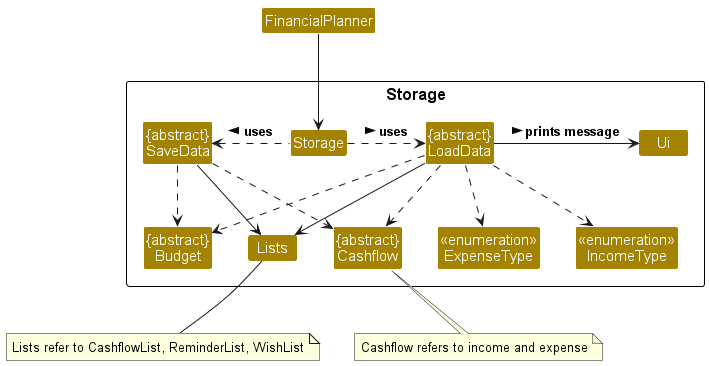 FinancialPlanner
Storage
{abstract}
SaveData
uses
Storage
uses
{abstract}
LoadData
prints message
Ui
{abstract}
Budget
Lists
{abstract}
Cashflow
«enumeration»
ExpenseType
«enumeration»
IncomeType
Lists refer to CashflowList, ReminderList, WishList
Cashflow refers to income and expense